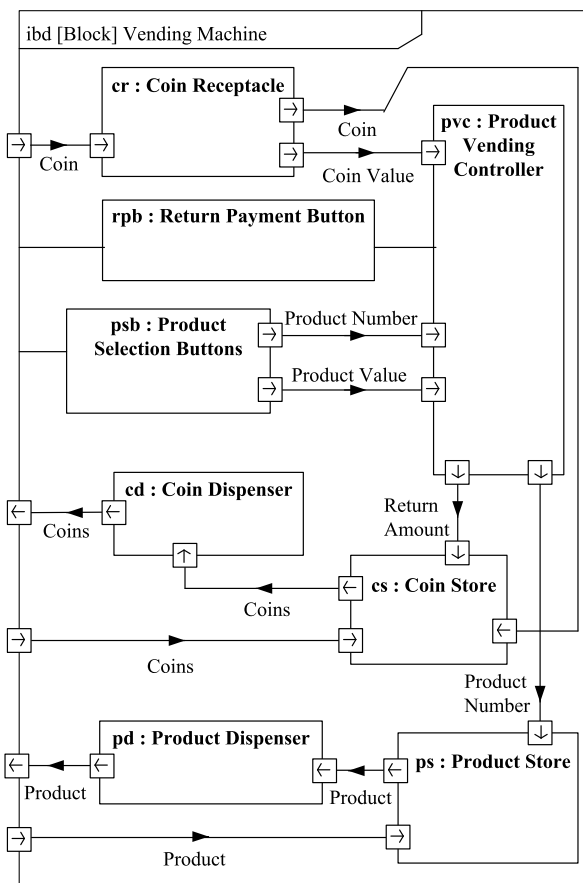 ibd [Block] Vending Machine
cr : Coin Receptacle
Coin
Coin
Coin Value
pvc : Product
Vending
Controller
rpb : Return Payment Button
psb : Product
Selection Buttons
Product Number
Product Value
cd : Coin Dispenser
Coins
Return
Amount
cs : Coin Store
Coins
Coins
Product
Number
pd : Product Dispenser
ps : Product Store
Product
Product
Product